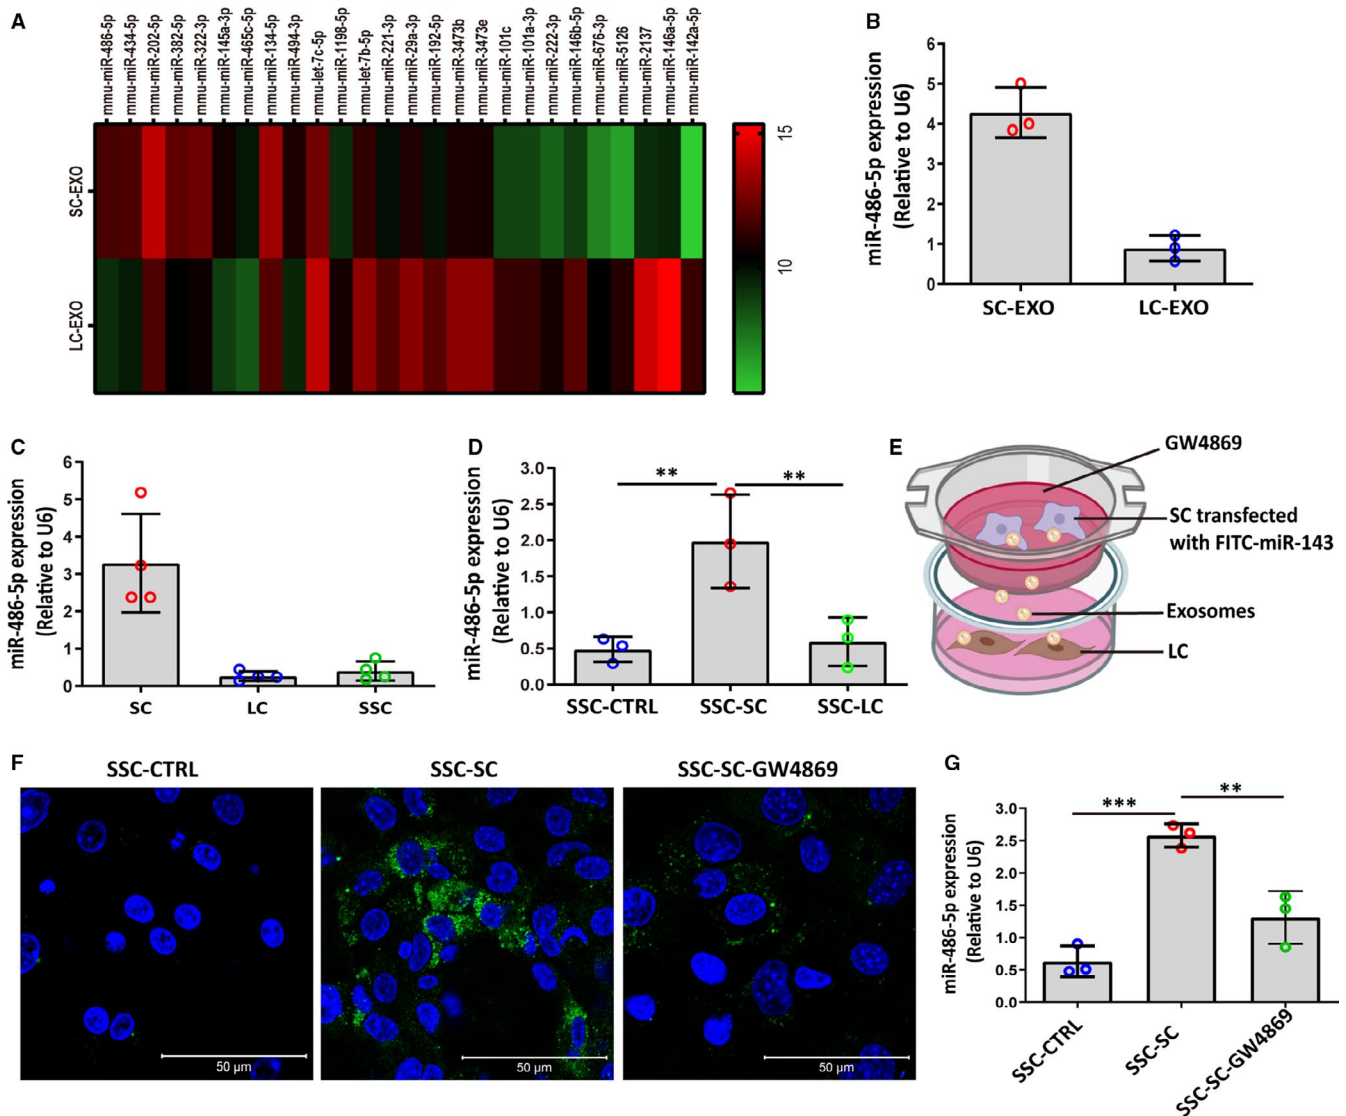 A
mmu-miR-486-5p
mmu-miR-434-5p
mmu-miR-202-5p
mmu-miR-382-5p
mmu-miR-322-3p
mmu-miR-145a-3p
mmu-miR-465c-5p
mmu-miR-134-5p
mmu-miR-494-3p
mmu-let-7c-5p
mmu-miR-1198-5p
mmu-let-7b-5p
mmu-miR-221-3p
mmu-miR-29a-3p
mmu-miR-192-5p
mmu-miR-3473b
mmu-miR-3473e
mmu-miR-101c
mmu-miR-101a-3p
mmu-miR-222-3p
mmu-miR-146b-5p
mmu-miR-676-3p
mmu-miR-5126
mmu-miR-2137
mmu-miR-146a-5p
mmu-miR-142a-5p
SC-EXO
LC-EXO
15
10
B
miR-486-5p expression
(Relative to U6)
6
5
4
3
2
1
0
SC-EXO
LC-EXO
C
miR-486-5p expression
(Relative to U6)
6
5
4
3
2
1
0
SC
LC
SSC
D
miR-486-5p expression
(Relative to U6)
3.0
2.5
2.0
1.5
1.0
0.5
0.0
**
**
SSC-CTRL
SSC-SC
SSC-LC
E
GW4869
SC transfected
with FITC-miR-143
Exosomes
LC
F
SSC-CTRL
SSC-SC
SSC-SC-GW4869
50 µm
50 µm
50 µm
G
miR-486-5p expression
(Relative to U6)
3.0
2.5
2.0
1.5
1.0
0.5
0.0
***
**
SSC-CTRL
SSC-SC
SSC-SC-GW4869